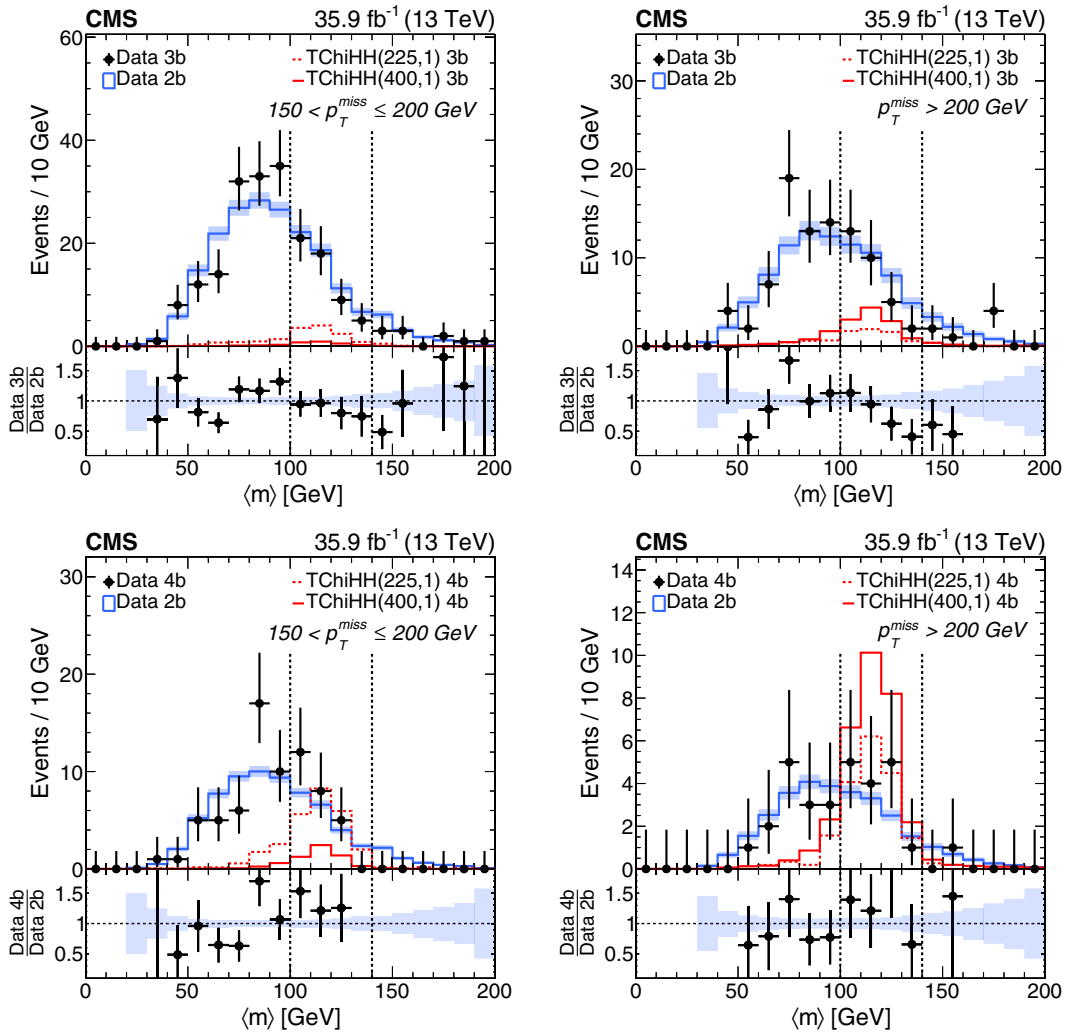 CMS 35.9 fb⁻¹ (13 TeV)
60
40
20
0
Events / 10 GeV
Data 3b
Data 2b
TChiHH(225,1) 3b
TChiHH(400,1) 3b
150 < p_T^miss ≤ 200 GeV
1.5
1
0.5
Data 3b
Data 2b
0 50 100 150 200
⟨m⟩ [GeV]
CMS 35.9 fb⁻¹ (13 TeV)
30
20
10
0
Events / 10 GeV
Data 3b
Data 2b
TChiHH(225,1) 3b
TChiHH(400,1) 3b
p_T^miss > 200 GeV
1.5
1
0.5
Data 3b
Data 2b
0 50 100 150 200
⟨m⟩ [GeV]
CMS 35.9 fb⁻¹ (13 TeV)
30
20
10
0
Events / 10 GeV
Data 4b
Data 2b
TChiHH(225,1) 4b
TChiHH(400,1) 4b
150 < p_T^miss ≤ 200 GeV
1.5
1
0.5
Data 4b
Data 2b
0 50 100 150 200
⟨m⟩ [GeV]
CMS 35.9 fb⁻¹ (13 TeV)
14
12
10
8
6
4
2
0
Events / 10 GeV
Data 4b
Data 2b
TChiHH(225,1) 4b
TChiHH(400,1) 4b
p_T^miss > 200 GeV
1.5
1
0.5
Data 4b
Data 2b
0 50 100 150 200
⟨m⟩ [GeV]